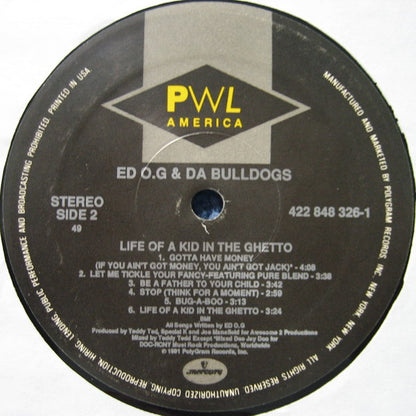 PWL
AMERICA
ED O.G & DA BULLDOGS
STEREO
SIDE 2
49
422 848 326-1
LIFE OF A KID IN THE GHETTO
1. GOTTA HAVE MONEY
(IF YOU AIN'T GOT MONEY, YOU AIN'T GOT JACK)* - 4:08
2. LET ME TICKLE YOUR FANCY-FEATURING PURE BLEND - 3:38
3. BE A FATHER TO YOUR CHILD - 3:42
4. STOP (THINK FOR A MOMENT) - 2:59
5. BUG-A-BOO - 3:13
6. LIFE OF A KID IN THE GHETTO - 3:24
BMI
All Songs Written by ED O.G
Produced by Teddy Ted, Special K and Joe Mansfield for Awesome 2 Productions
Mixed by Teddy Tedd Except *Mixed Dee Jay Doo for
DOC-RONY Must Rock Productions, Worldwide
℗ 1991 PolyGram Records, Inc.
mercury
MANUFACTURED AND MARKETED BY POLYGRAM RECORDS, INC., NEW YORK, NEW YORK
ALL RIGHTS RESERVED. UNAUTHORIZED COPYING, REPRODUCTION, HIRING, LENDING, PUBLIC PERFORMANCE AND BROADCASTING PROHIBITED. PRINTED IN USA.